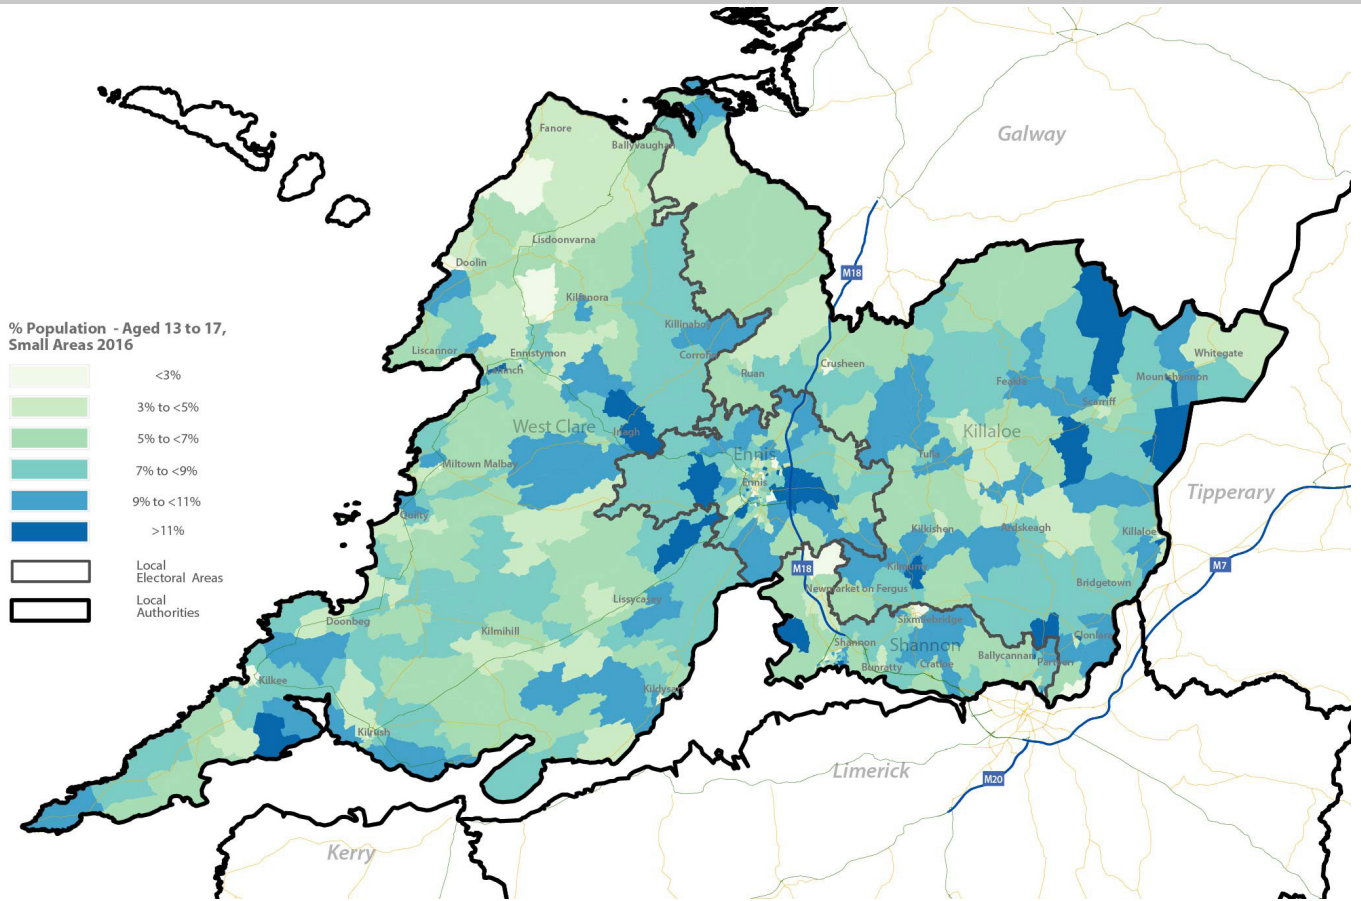 % Population - Aged 13 to 17,
Small Areas 2016
<3%
3% to <5%
5% to <7%
7% to <9%
9% to <11%
>11%
Local
Electoral Areas
Local
Authorities
Galway
Fanore
Ballyvaughan
Lisdoonvarna
Doolin
M18
Kilfenora
Killinaboy
Liscannor
Ennistymon
Corrofin
Crusheen
Whitegate
Ruan
Feakle
Mountshannon
Scarriff
West Clare
Inagh
Killaloe
Ennis
Tulla
Miltown Malbay
Ennis
Tipperary
Quilty
Kilkishen
Ardskeagh
Killaloe
M18
Kilmurry
M7
Newmarket on Fergus
Bridgetown
Lissycasey
Doonbeg
Kilmihill
Sixmilebridge
Shannon
Shannon
Clonlara
Ballycannan
Parteen
Bunratty
Cratloe
Kilkee
Kildysart
Kilrush
Limerick
M20
Kerry